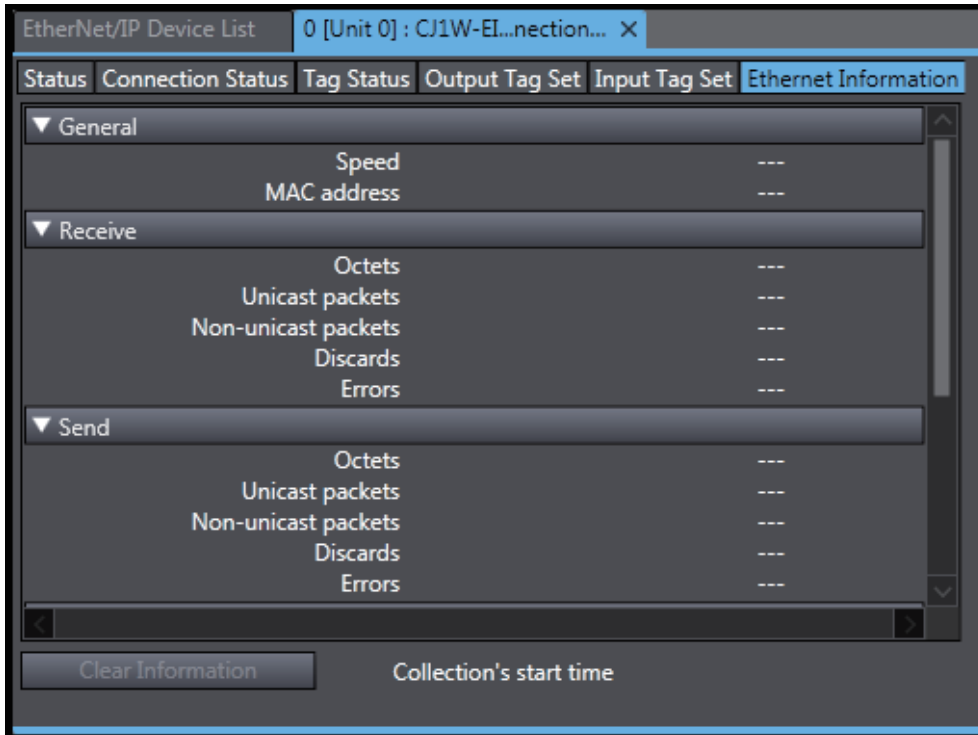 EtherNet/IP Device List 0 [Unit 0] : CJ1W-EI...nection... ✕
Status Connection Status Tag Status Output Tag Set Input Tag Set Ethernet Information
▼ General
Speed ---
MAC address ---
▼ Receive
Octets ---
Unicast packets ---
Non-unicast packets ---
Discards ---
Errors ---
▼ Send
Octets ---
Unicast packets ---
Non-unicast packets ---
Discards ---
Errors ---
Clear Information Collection's start time